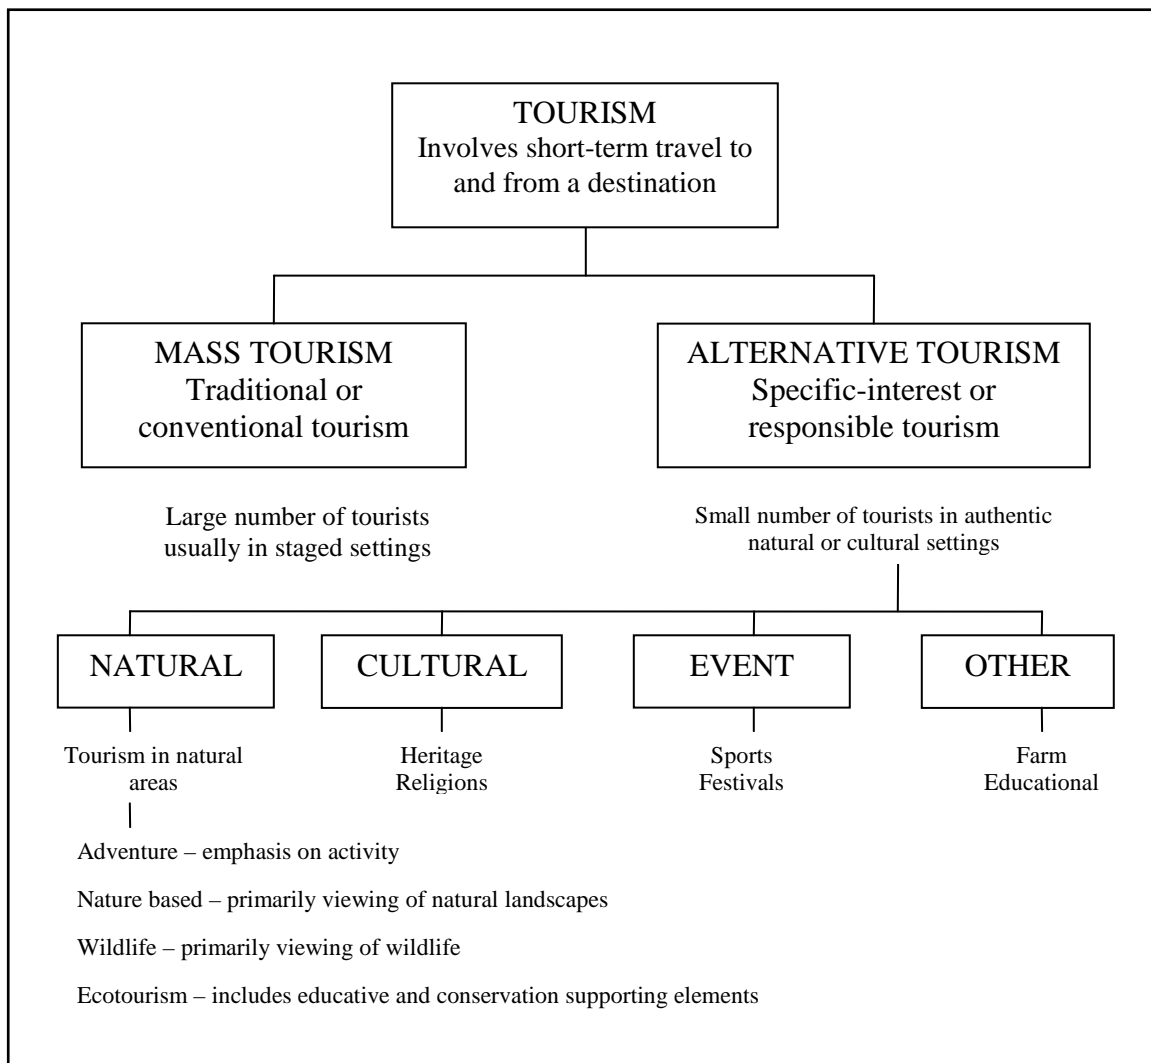 TOURISM
Involves short-term travel to
and from a destination
MASS TOURISM
Traditional or
conventional tourism
ALTERNATIVE TOURISM
Specific-interest or
responsible tourism
Large number of tourists
usually in staged settings
Small number of tourists in authentic
natural or cultural settings
NATURAL
CULTURAL
EVENT
OTHER
Tourism in natural
areas
Heritage
Religions
Sports
Festivals
Farm
Educational
Adventure – emphasis on activity
Nature based – primarily viewing of natural landscapes
Wildlife – primarily viewing of wildlife
Ecotourism – includes educative and conservation supporting elements